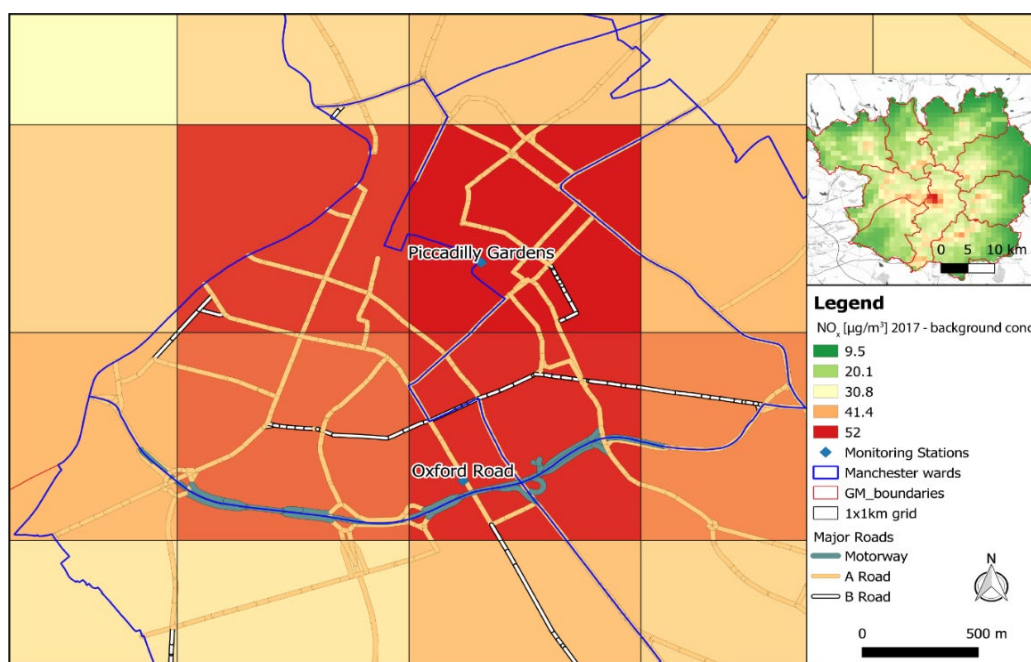 Piccadilly Gardens
Oxford Road
0 5 10 km
Legend
NOₓ [µg/m³] 2017 - background conc
9.5
20.1
30.8
41.4
52
Monitoring Stations
Manchester wards
GM_boundaries
1x1km grid
Major Roads
Motorway
A Road
B Road
N
0 500 m